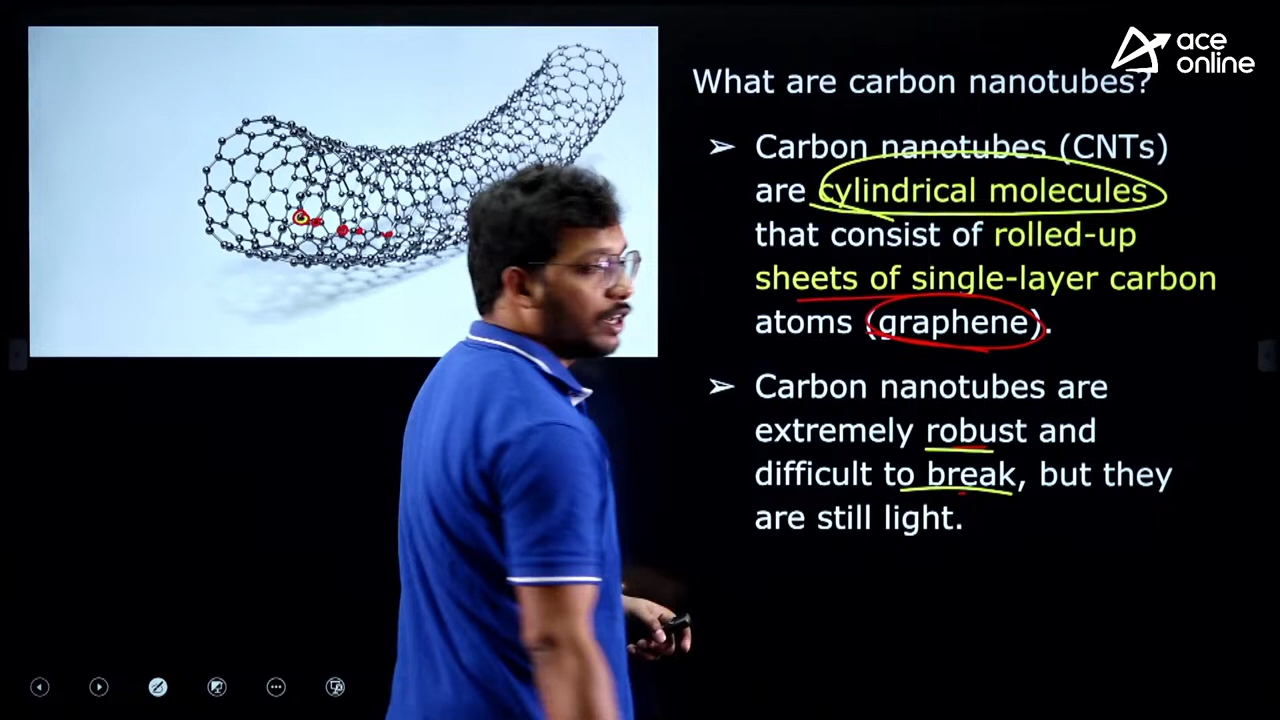 ace
online
What are carbon nanotubes?
➢ Carbon nanotubes (CNTs)
are cylindrical molecules
that consist of rolled-up
sheets of single-layer carbon
atoms (graphene).
➢ Carbon nanotubes are
extremely robust and
difficult to break, but they
are still light.